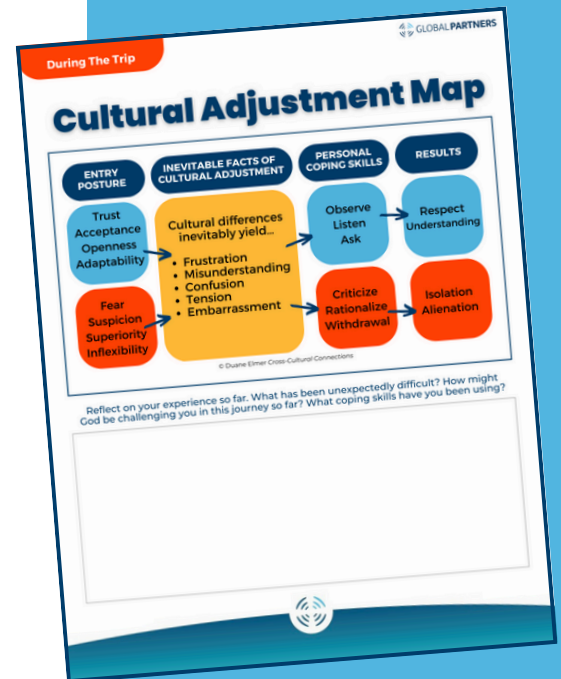 GLOBAL PARTNERS
During The Trip
Cultural Adjustment Map
ENTRY
POSTURE
INEVITABLE FACTS OF
CULTURAL ADJUSTMENT
PERSONAL
COPING SKILLS
RESULTS
Trust
Acceptance
Openness
Adaptability
Fear
Suspicion
Superiority
Inflexibility
Cultural differences
inevitably yield...
• Frustration
• Misunderstanding
• Confusion
• Tension
• Embarrassment
Observe
Listen
Ask
Criticize
Rationalize
Withdrawal
Respect
Understanding
Isolation
Alienation
© Duane Elmer Cross-Cultural Connections
Reflect on your experience so far. What has been unexpectedly difficult? How might
God be challenging you in this journey so far? What coping skills have you been using?